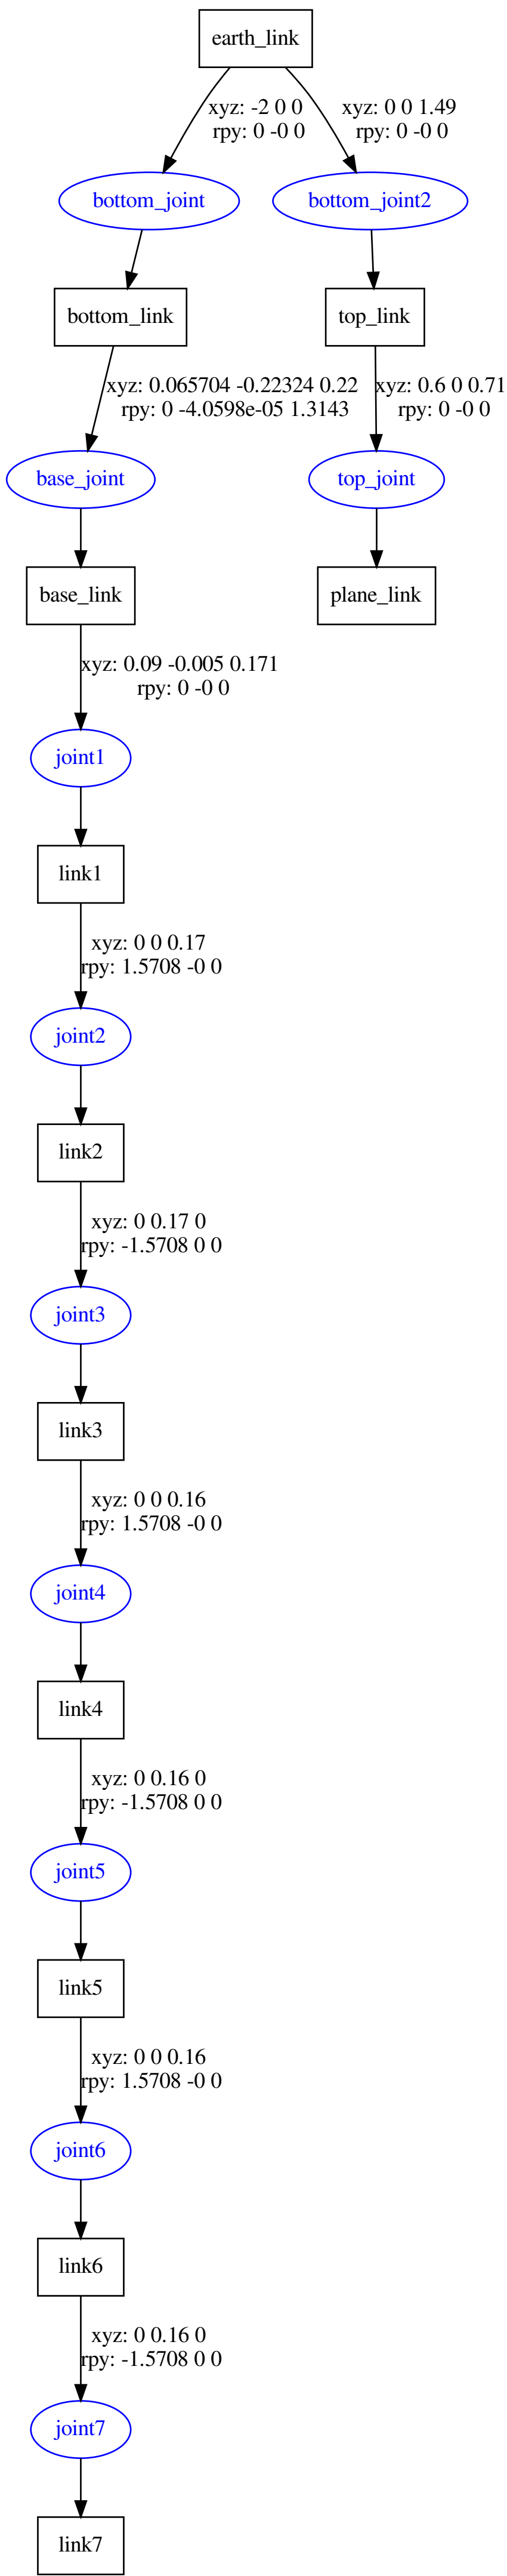 earth_link
xyz: -2 0 0
rpy: 0 -0 0
xyz: 0 0 1.49
rpy: 0 -0 0
bottom_joint
bottom_joint2
bottom_link
top_link
xyz: 0.065704 -0.22324 0.22
rpy: 0 -4.0598e-05 1.3143
xyz: 0.6 0 0.71
rpy: 0 -0 0
base_joint
top_joint
base_link
plane_link
xyz: 0.09 -0.005 0.171
rpy: 0 -0 0
joint1
link1
xyz: 0 0 0.17
rpy: 1.5708 -0 0
joint2
link2
xyz: 0 0.17 0
rpy: -1.5708 0 0
joint3
link3
xyz: 0 0 0.16
rpy: 1.5708 -0 0
joint4
link4
xyz: 0 0.16 0
rpy: -1.5708 0 0
joint5
link5
xyz: 0 0 0.16
rpy: 1.5708 -0 0
joint6
link6
xyz: 0 0.16 0
rpy: -1.5708 0 0
joint7
link7